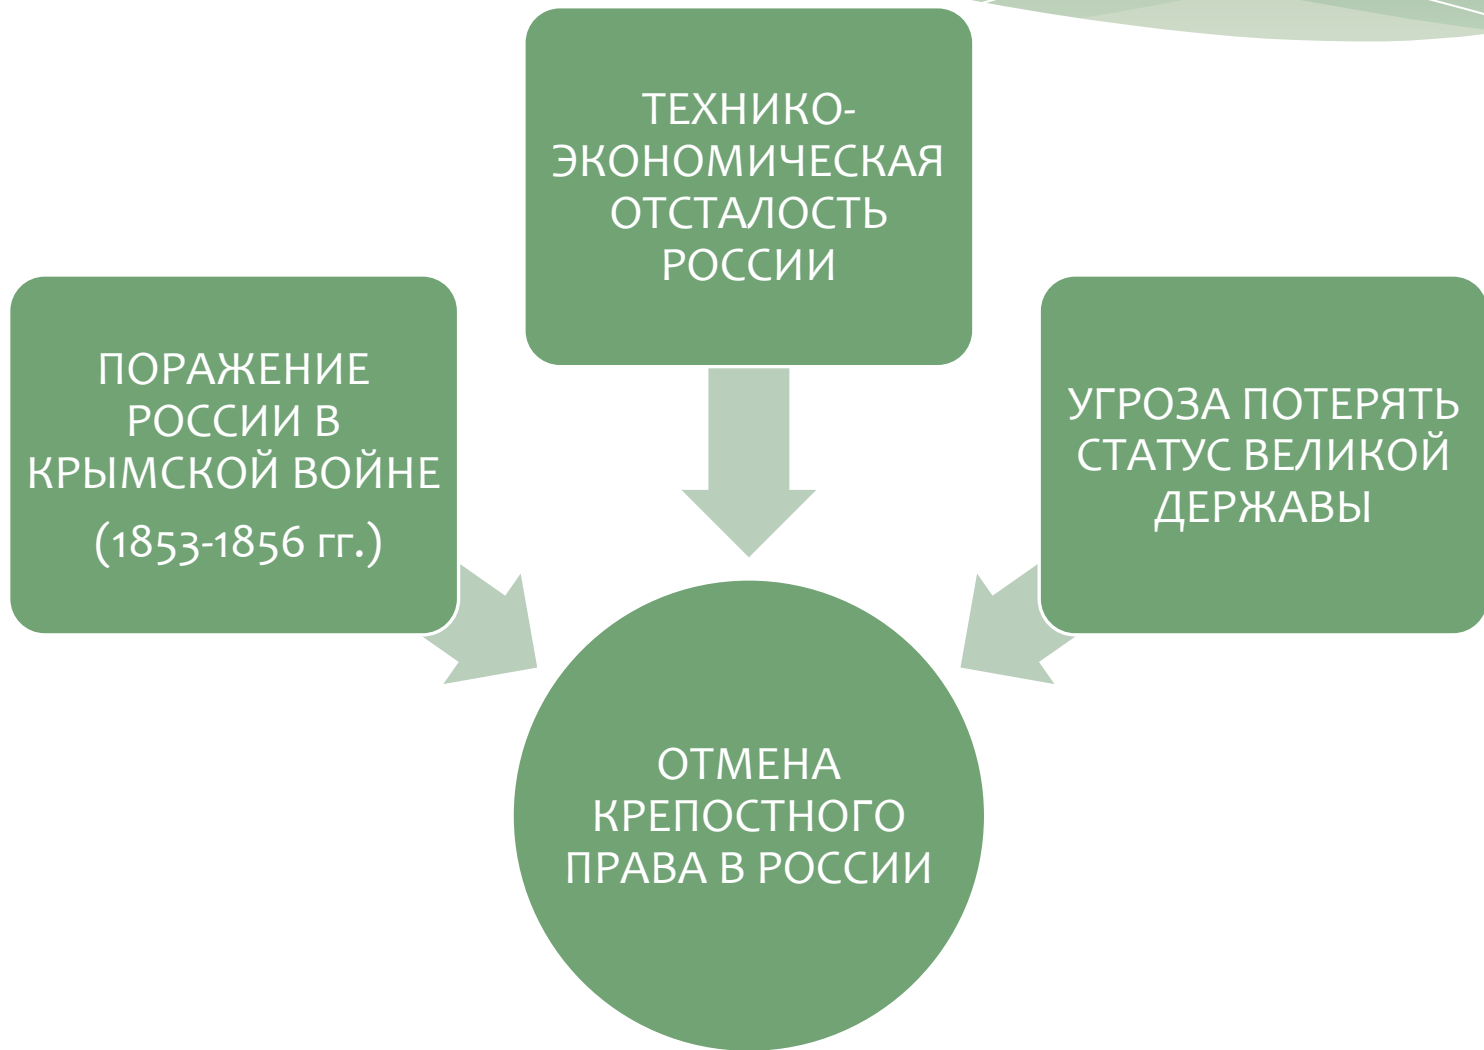 ТЕХНИКО-
ЭКОНОМИЧЕСКАЯ
ОТСТАЛОСТЬ
РОССИИ
ПОРАЖЕНИЕ
РОССИИ В
КРЫМСКОЙ ВОЙНЕ
(1853-1856 гг.)
УГРОЗА ПОТЕРЯТЬ
СТАТУС ВЕЛИКОЙ
ДЕРЖАВЫ
ОТМЕНА
КРЕПОСТНОГО
ПРАВА В РОССИИ